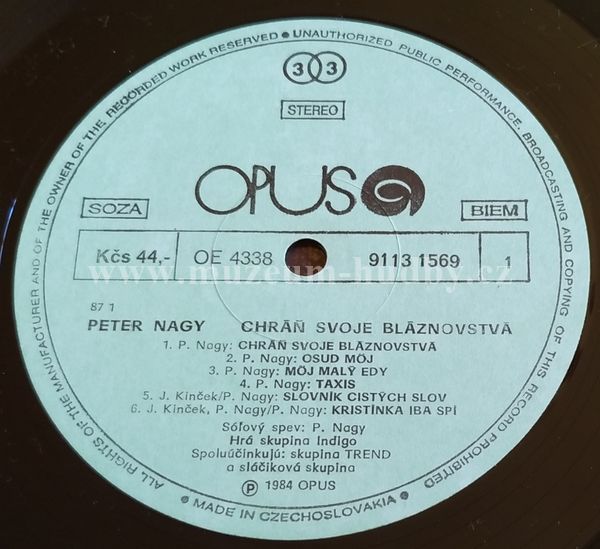 ALL RIGHTS OF THE MANUFACTURER AND OF THE OWNER OF THE RECORDED WORK RESERVED • UNAUTHORIZED PUBLIC PERFORMANCE, BROADCASTING AND COPYING OF THIS RECORD PROHIBITED
33
STEREO
OPUS
SOZA
BIEM
Kčs 44,- OE 4338 9113 1569 1
www.muzeum-hudby.cz
87 1
PETER NAGY CHRÁŇ SVOJE BLÁZNOVSTVÁ
1. P. Nagy: CHRÁŇ SVOJE BLÁZNOVSTVÁ
2. P. Nagy: OSUD MÔJ
3. P. Nagy: MÔJ MALÝ EDY
4. P. Nagy: TAXIS
5. J. Kinček/P. Nagy: SLOVNÍK CISTÝCH SLOV
6. J. Kinček, P. Nagy/P. Nagy: KRISTÍNKA IBA SPÍ
Sólový spev: P. Nagy
Hrá skupina Indigo
Spoluúčinkujú: skupina TREND
a sláčiková skupina
Ⓟ 1984 OPUS
• MADE IN CZECHOSLOVAKIA •